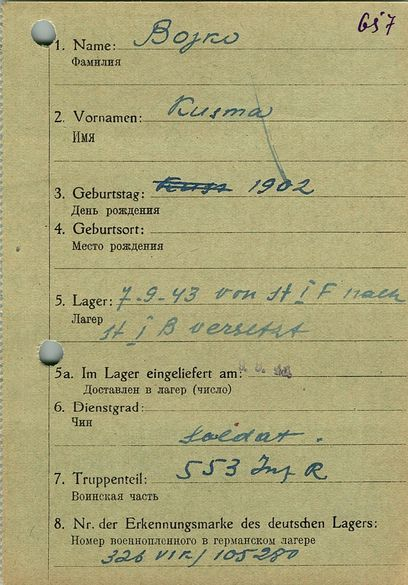 657
1. Name: Bojko
Фамилия
2. Vornamen: Kusma
Имя
3. Geburtstag: 1902
День рождения
4. Geburtsort:
Место рождения
5. Lager: 7-9-43 von St I F nach
Лагер
St I B versetzt
5a. Im Lager eingeliefert am:
Доставлен в лагер (число)
6. Dienstgrad:
Чин
Soldat.
7. Truppenteil: 553 Inf R
Воинская часть
8. Nr. der Erkennungsmarke des deutschen Lagers:
Номер военнопленного в германском лагере
326 VI K / 105280